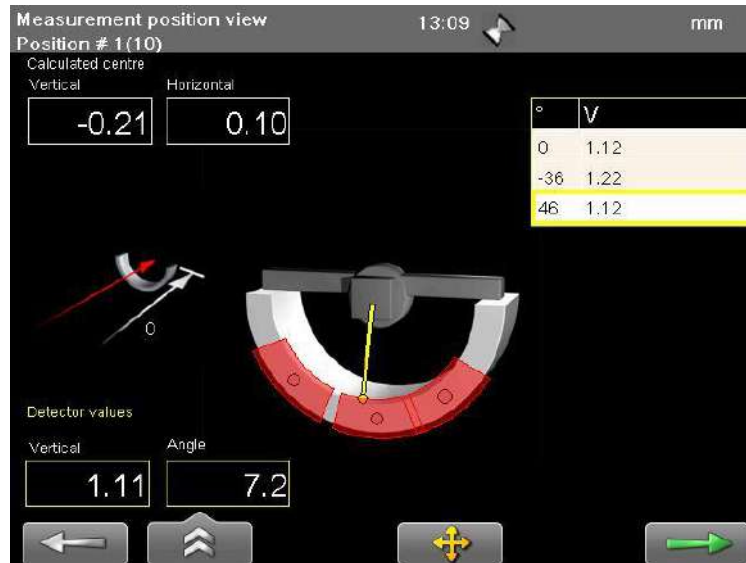 Measurement position view
13:09
mm
Position # 1(10)
Calculated centre
Vertical Horizontal
-0.21 0.10
° V
0 1.12
-36 1.22
46 1.12
0
Detector values
Vertical Angle
1.11 7.2